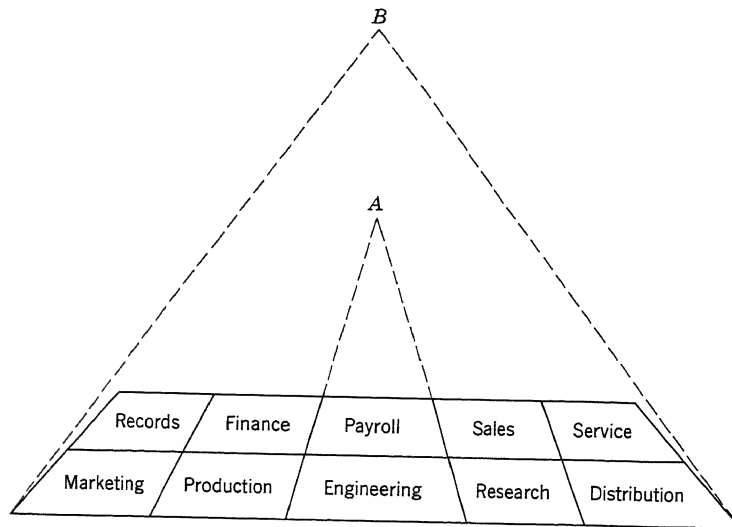 B
A
Records Finance Payroll Sales Service
Marketing Production Engineering Research Distribution